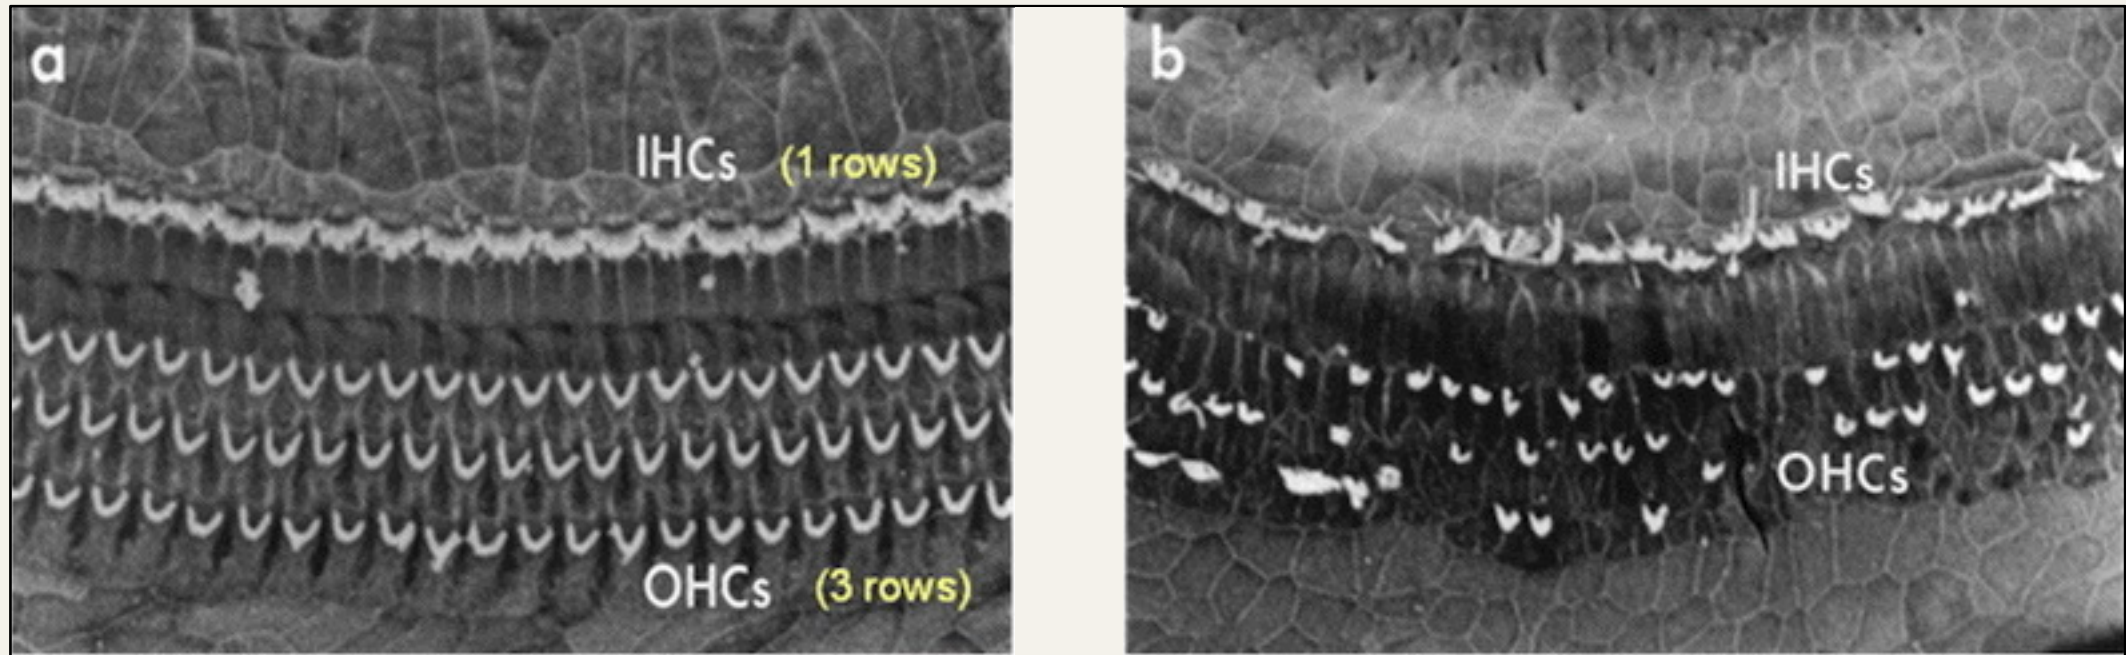 a
IHCs (1 rows)
OHCs (3 rows)
b
IHCs
OHCs